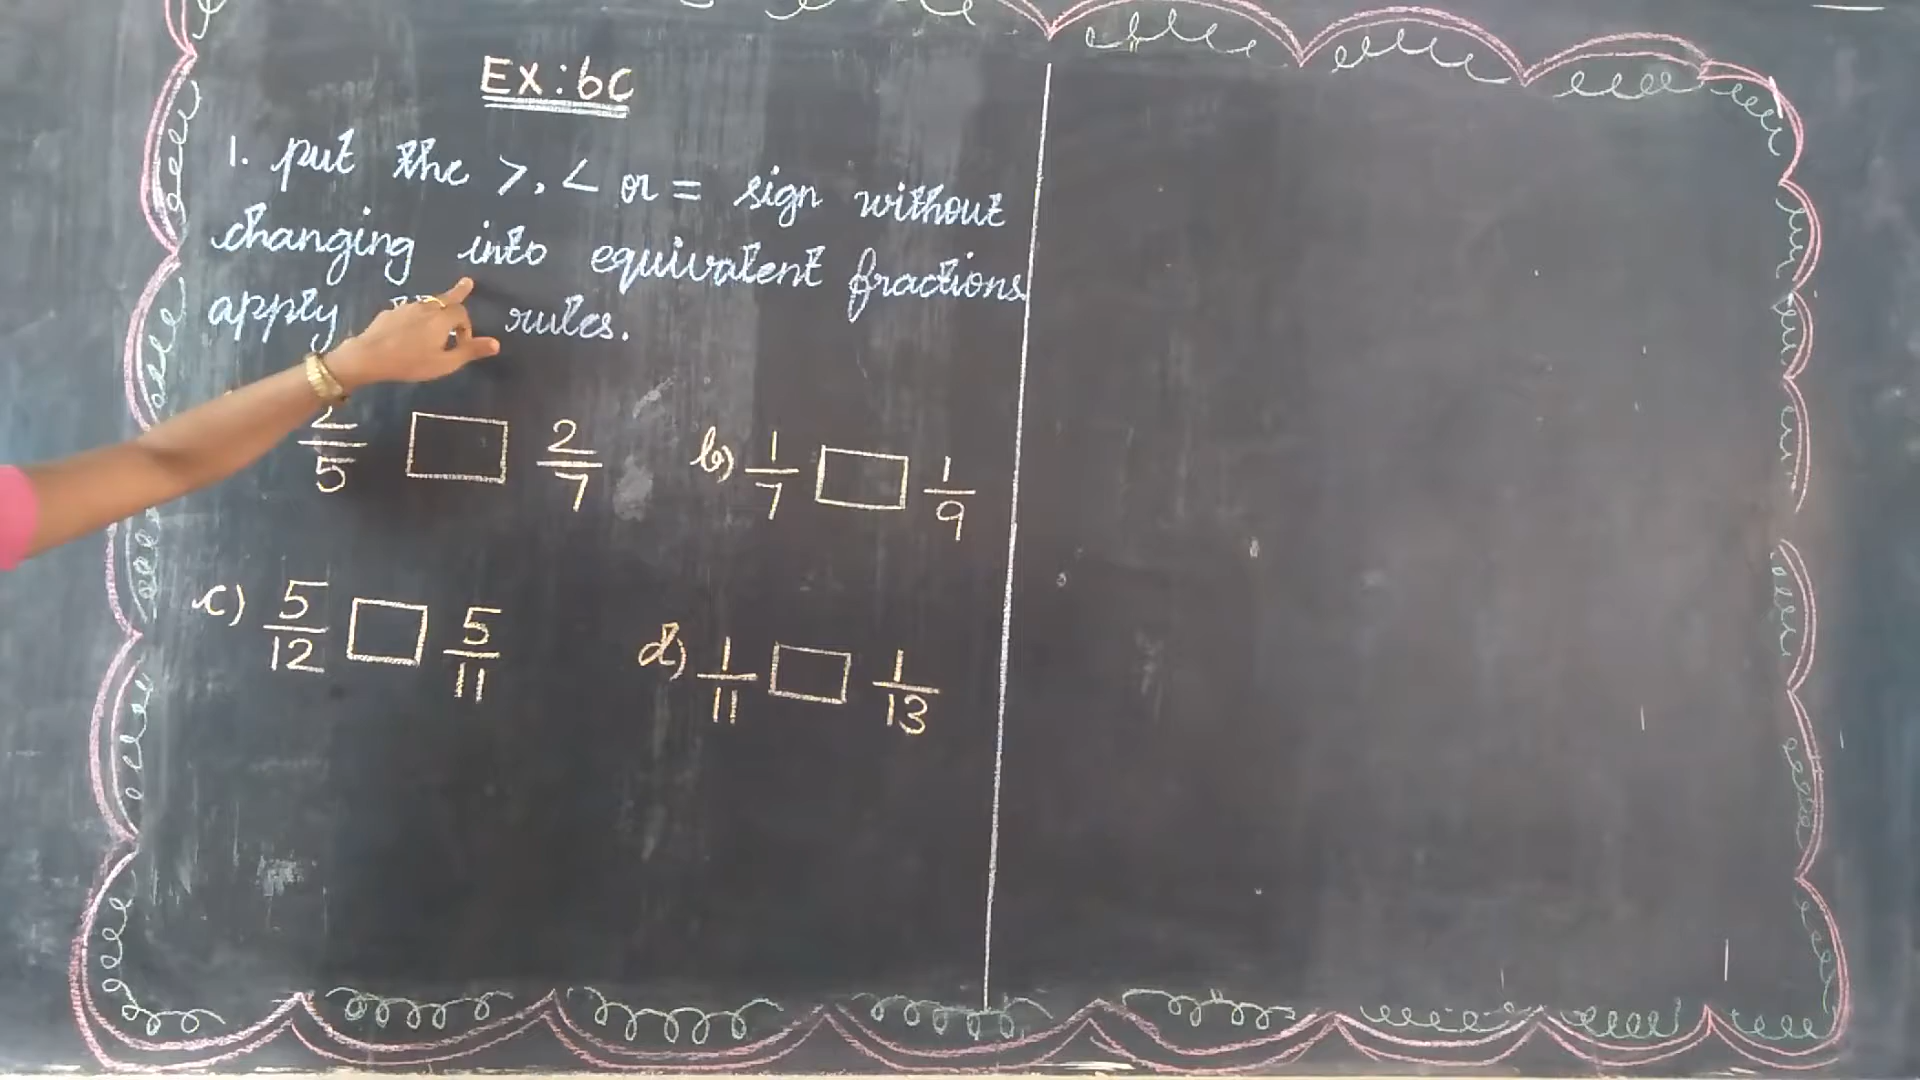 EX:6C
1. put the >, < or = sign without
changing into equivalent fractions
apply rules.
2/5 □ 2/7 b) 1/7 □ 1/9
c) 5/12 □ 5/11 d) 1/11 □ 1/13